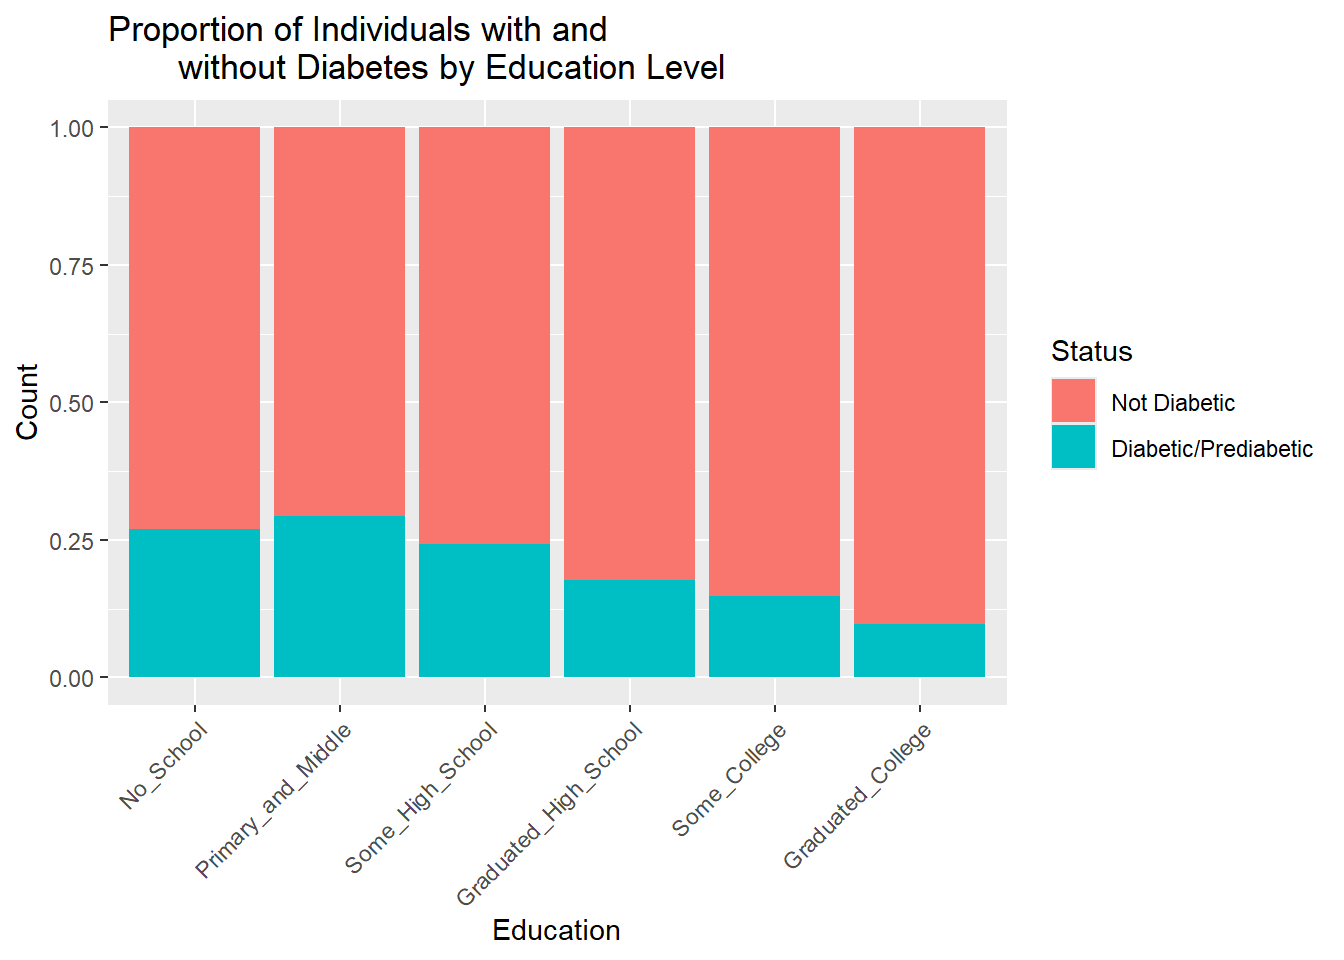 Proportion of Individuals with and
without Diabetes by Education Level
1.00
0.75
0.50
0.25
0.00
Count
No_School
Primary_and_Middle
Some_High_School
Graduated_High_School
Some_College
Graduated_College
Education
Status
Not Diabetic
Diabetic/Prediabetic